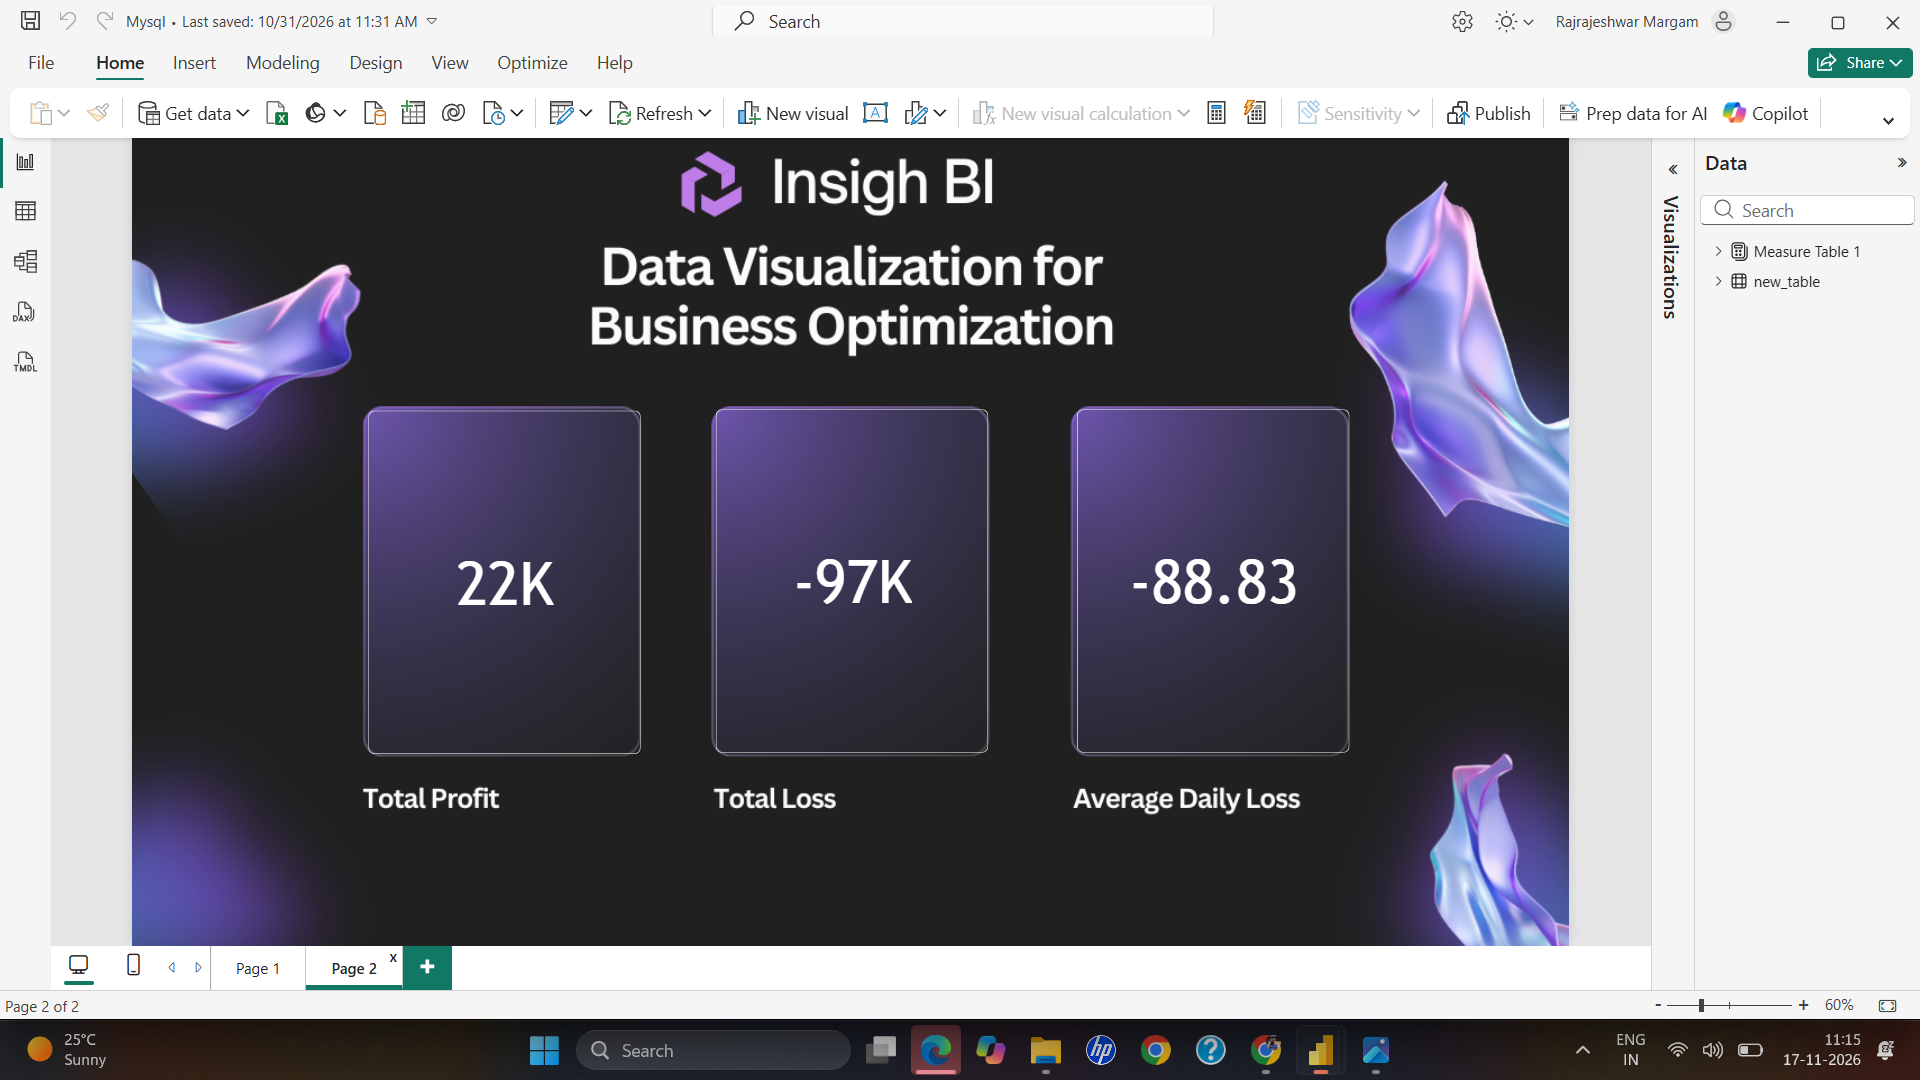 Mysql • Last saved: 10/31/2026 at 11:31 AM
Search
Rajrajeshwar Margam
File
Home
Insert
Modeling
Design
View
Optimize
Help
Share
Get data
Refresh
New visual
A
New visual calculation
Sensitivity
Publish
Prep data for AI
Copilot
DAX
TMDL
Insigh BI
Data Visualization for
Business Optimization
22K
-97K
-88.83
Total Profit
Total Loss
Average Daily Loss
Visualizations
Data
Search
Measure Table 1
new_table
Page 1
Page 2
x
+
Page 2 of 2
-
+
60%
25°C
Sunny
Search
hp
?
ENG
IN
11:15
17-11-2026